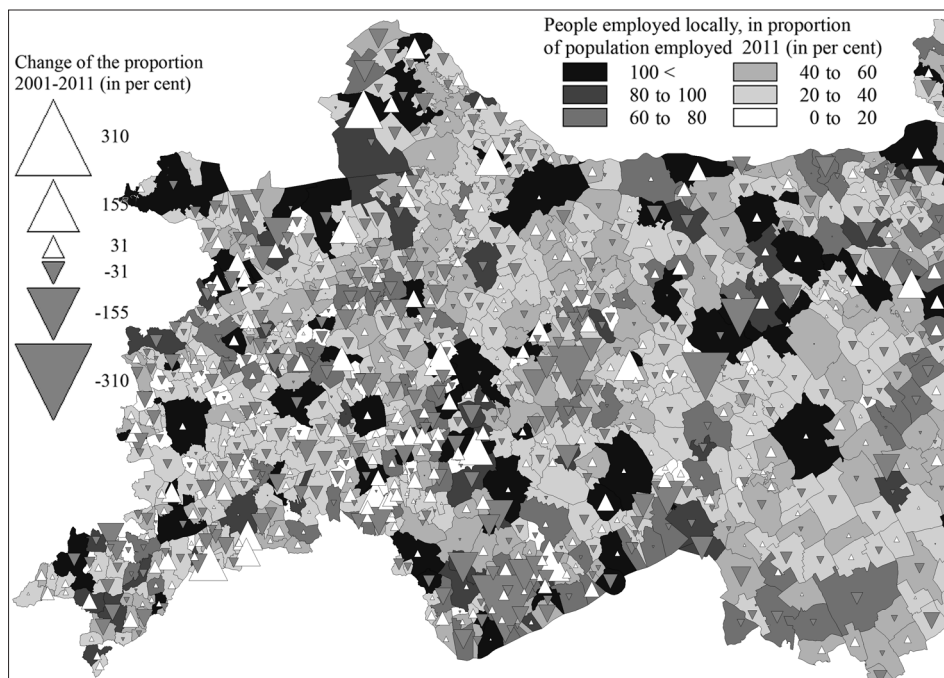 Change of the proportion
2001-2011 (in per cent)
310
155
31
-31
-155
-310
People employed locally, in proportion
of population employed 2011 (in per cent)
100 <
80 to 100
60 to 80
40 to 60
20 to 40
0 to 20